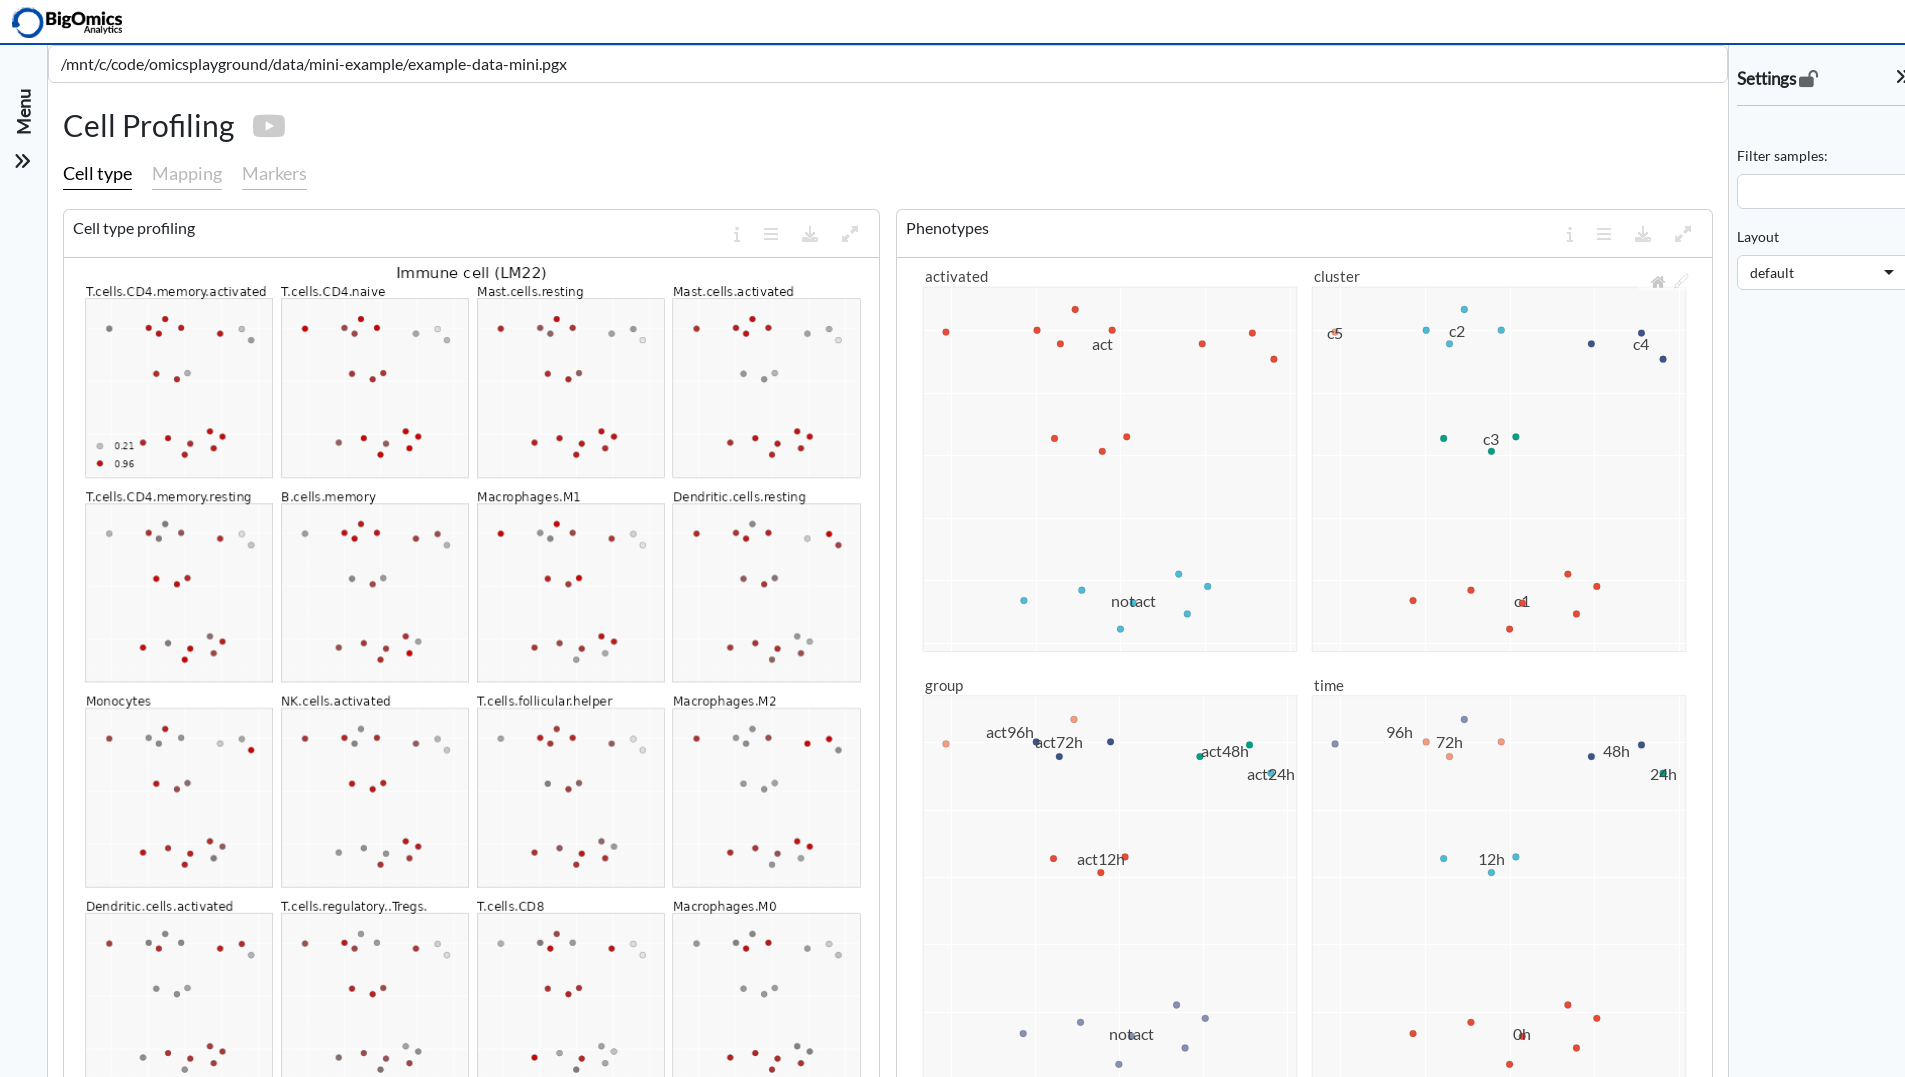 BigOmics
Analytics
Menu
/mnt/c/code/omicsplayground/data/mini-example/example-data-mini.pgx
Cell Profiling
Cell type Mapping Markers
Cell type profiling
Immune cell (LM22)
T.cells.CD4.memory.activated T.cells.CD4.naive Mast.cells.resting Mast.cells.activated
0.21
0.96
T.cells.CD4.memory.resting B.cells.memory Macrophages.M1 Dendritic.cells.resting
Monocytes NK.cells.activated T.cells.follicular.helper Macrophages.M2
Dendritic.cells.activated T.cells.regulatory..Tregs. T.cells.CD8 Macrophages.M0
Phenotypes
activated
act
notact
cluster
c5 c2 c4
c3
c1
group
act96h act72h act48h
act24h
act12h
notact
time
96h 72h 48h
24h
12h
0h
Settings
Filter samples:
Layout
default